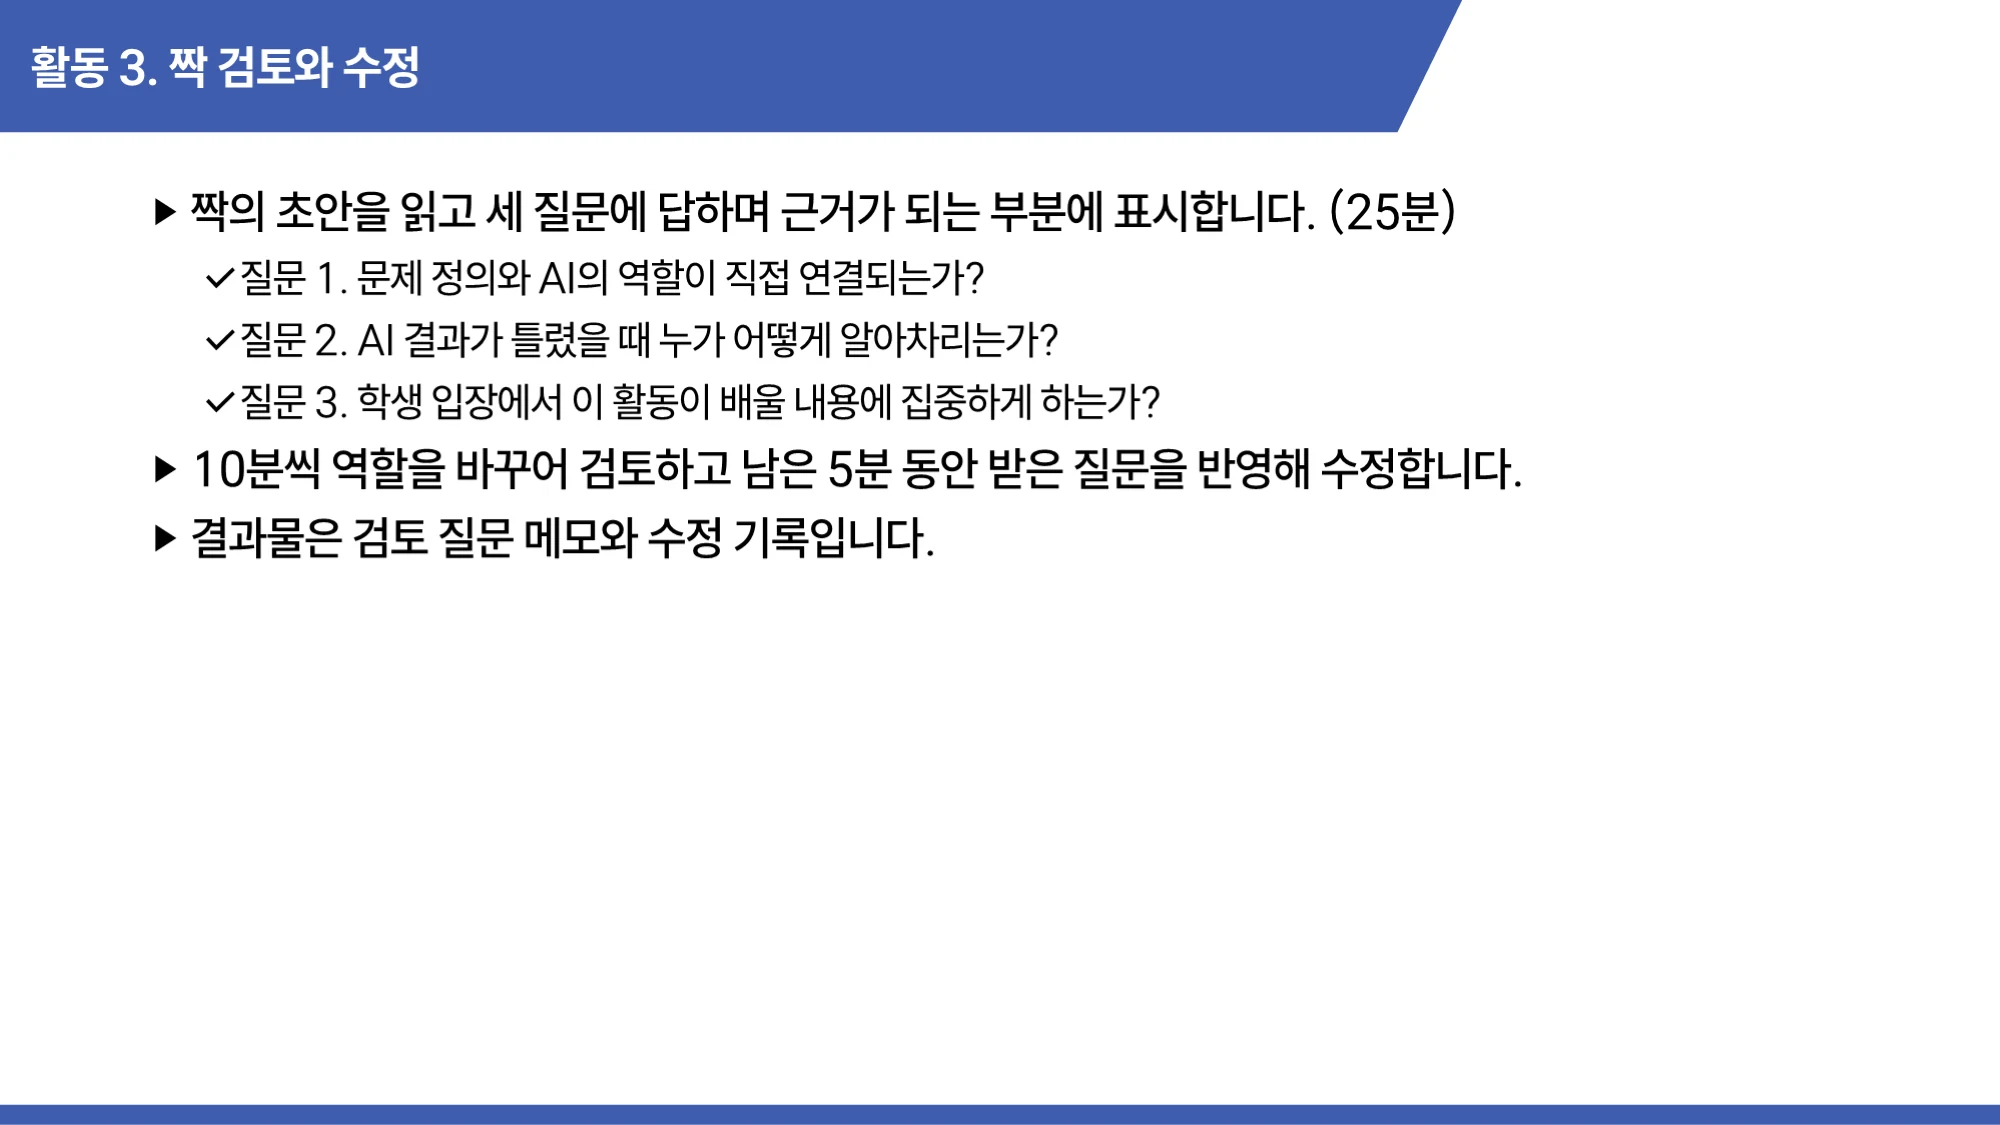 활동 3. 짝 검토와 수정
▶ 짝의 초안을 읽고 세 질문에 답하며 근거가 되는 부분에 표시합니다. (25분)
✓질문 1. 문제 정의와 AI의 역할이 직접 연결되는가?
✓질문 2. AI 결과가 틀렸을 때 누가 어떻게 알아차리는가?
✓질문 3. 학생 입장에서 이 활동이 배울 내용에 집중하게 하는가?
▶ 10분씩 역할을 바꾸어 검토하고 남은 5분 동안 받은 질문을 반영해 수정합니다.
▶ 결과물은 검토 질문 메모와 수정 기록입니다.